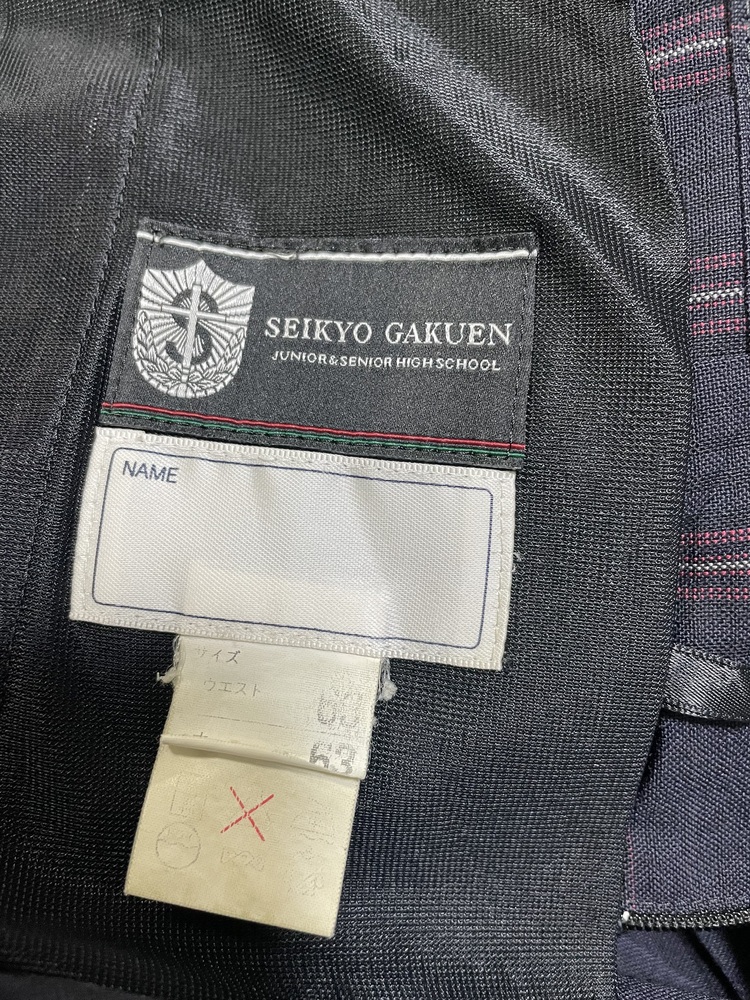 SEIKYO GAKUEN
JUNIOR&SENIOR HIGH SCHOOL
NAME
サイズ
ウエスト 63
63